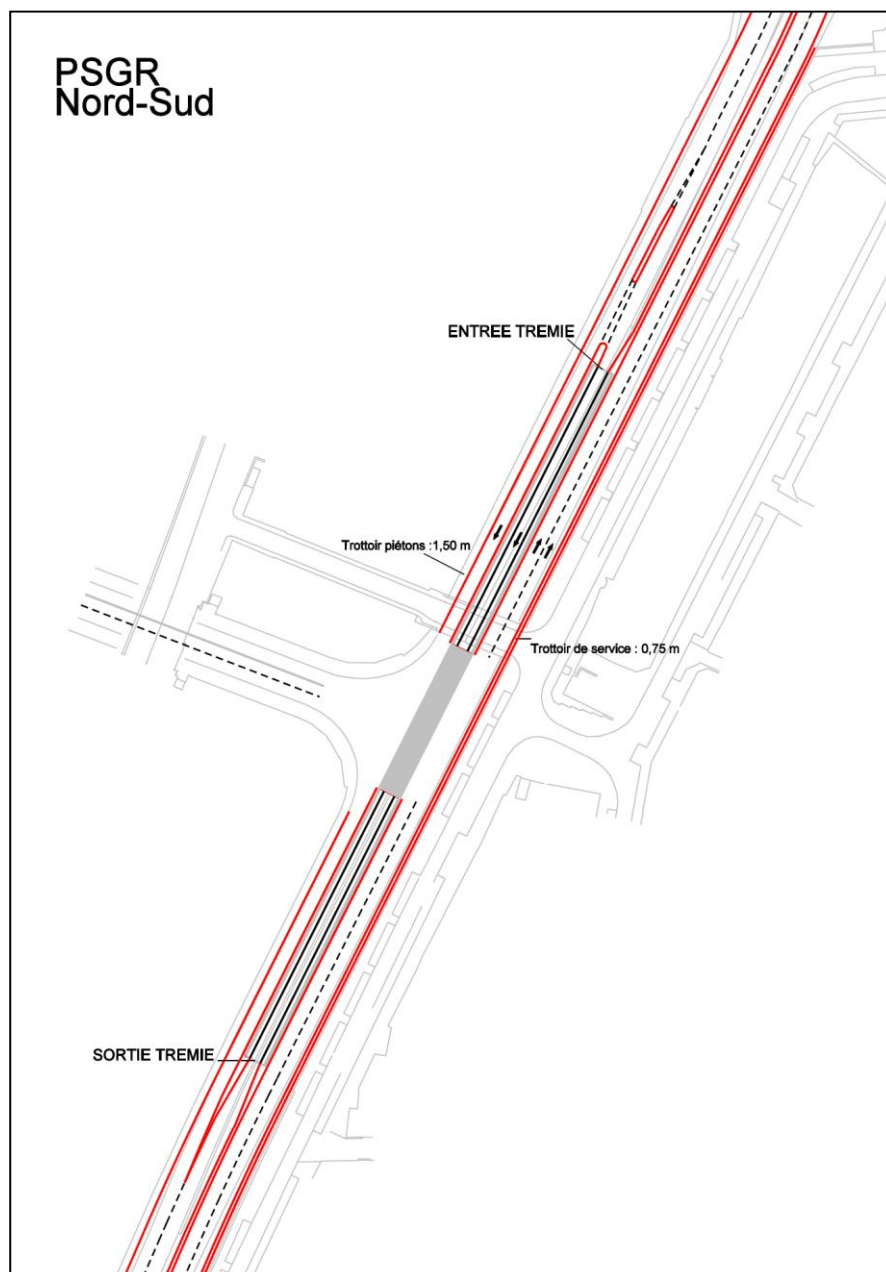 PSGR
Nord-Sud
ENTREE TREMIE
Trottoir piétons :1,50 m
Trottoir de service : 0,75 m
SORTIE TREMIE